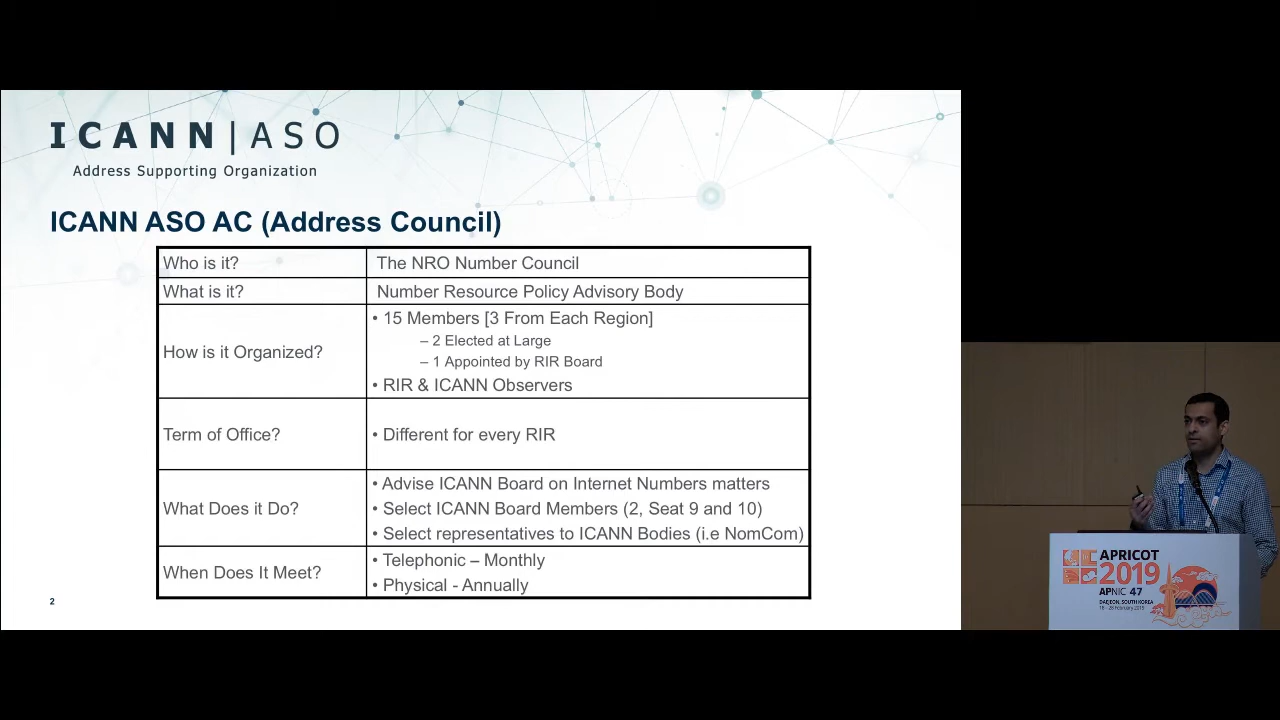 ICANN|ASO
Address Supporting Organization
ICANN ASO AC (Address Council)
Who is it?
The NRO Number Council
What is it?
Number Resource Policy Advisory Body
How is it Organized?
• 15 Members [3 From Each Region]
– 2 Elected at Large
– 1 Appointed by RIR Board
• RIR & ICANN Observers
Term of Office?
• Different for every RIR
What Does it Do?
• Advise ICANN Board on Internet Numbers matters
• Select ICANN Board Members (2, Seat 9 and 10)
• Select representatives to ICANN Bodies (i.e NomCom)
When Does It Meet?
• Telephonic – Monthly
• Physical - Annually
2
APRICOT
2019
APNIC 47
DAEJEON, SOUTH KOREA